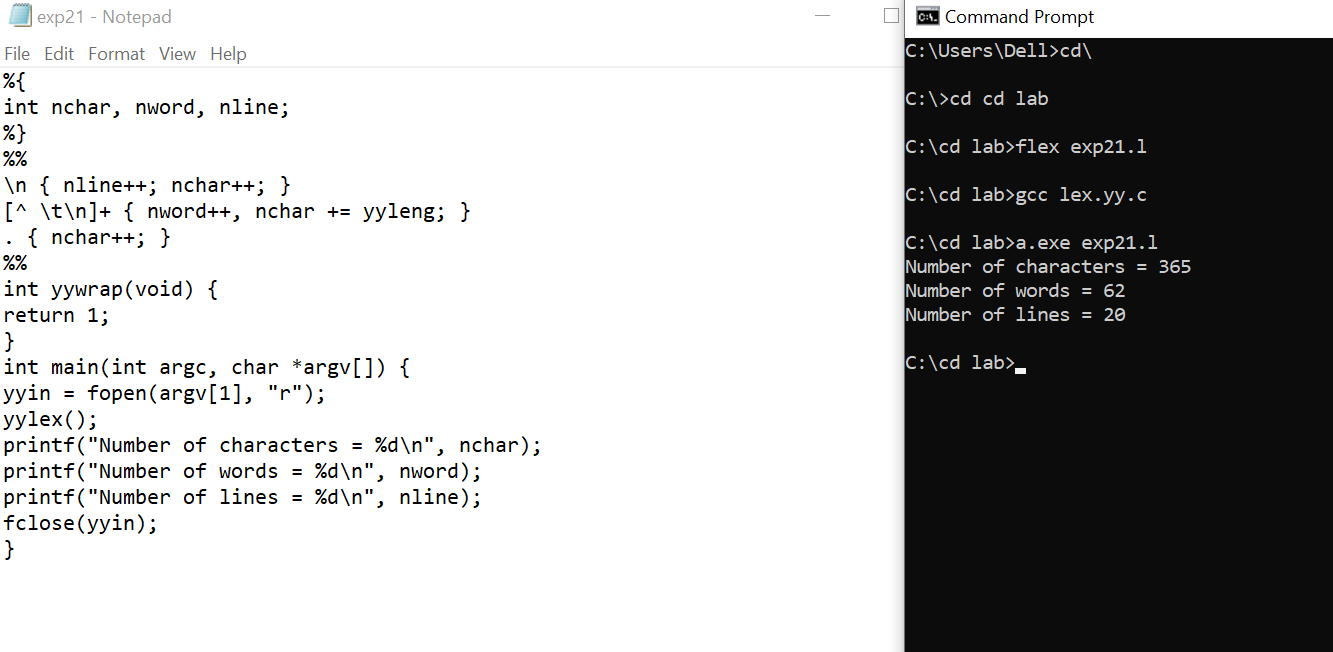 exp21 - Notepad
File Edit Format View Help
%{
int nchar, nword, nline;
%}
%%
\n { nline++; nchar++; }
[^ \t\n]+ { nword++, nchar += yyleng; }
. { nchar++; }
%%
int yywrap(void) {
return 1;
}
int main(int argc, char *argv[]) {
yyin = fopen(argv[1], "r");
yylex();
printf("Number of characters = %d\n", nchar);
printf("Number of words = %d\n", nword);
printf("Number of lines = %d\n", nline);
fclose(yyin);
}
C:\. Command Prompt
C:\Users\Dell>cd\
C:\>cd cd lab
C:\cd lab>flex exp21.l
C:\cd lab>gcc lex.yy.c
C:\cd lab>a.exe exp21.l
Number of characters = 365
Number of words = 62
Number of lines = 20
C:\cd lab>